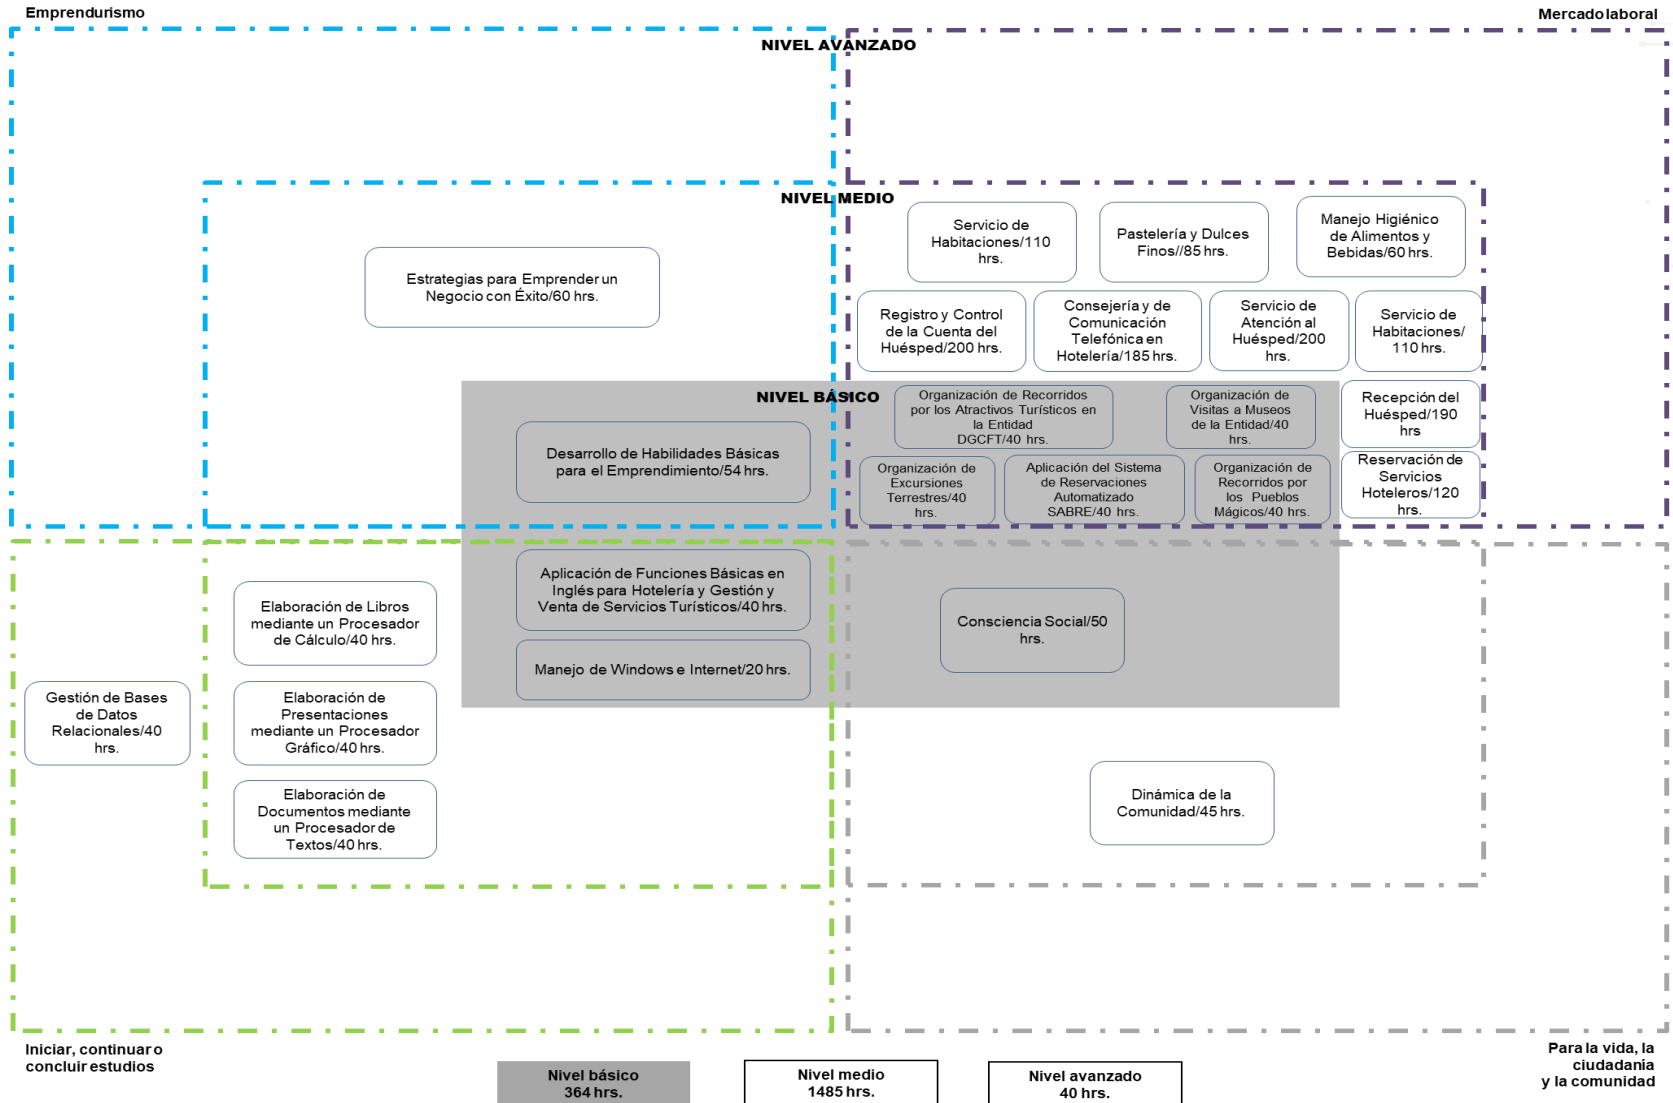 Emprendurismo
Mercado laboral
NIVEL AVANZADO
NIVEL MEDIO
Servicio de
Habitaciones/110
hrs.
Pastelería y Dulces
Finos//85 hrs.
Manejo Higiénico
de Alimentos y
Bebidas/60 hrs.
Estrategias para Emprender un
Negocio con Éxito/60 hrs.
Registro y Control
de la Cuenta del
Huésped/200 hrs.
Consejería y de
Comunicación
Telefónica en
Hotelería/185 hrs.
Servicio de
Atención al
Huésped/200
hrs.
Servicio de
Habitaciones/
110 hrs.
NIVEL BÁSICO
Organización de Recorridos
por los Atractivos Turísticos en
la Entidad
DGCFT/40 hrs.
Organización de
Visitas a Museos
de la Entidad/40
hrs.
Recepción del
Huésped/190
hrs
Desarrollo de Habilidades Básicas
para el Emprendimiento/54 hrs.
Organización de
Excursiones
Terrestres/40
hrs.
Aplicación del Sistema
de Reservaciones
Automatizado
SABRE/40 hrs.
Organización de
Recorridos por
los Pueblos
Mágicos/40 hrs.
Reservación de
Servicios
Hoteleros/120
hrs.
Aplicación de Funciones Básicas en
Inglés para Hotelería y Gestión y
Venta de Servicios Turísticos/40 hrs.
Elaboración de Libros
mediante un Procesador
de Cálculo/40 hrs.
Consciencia Social/50
hrs.
Manejo de Windows e Internet/20 hrs.
Gestión de Bases
de Datos
Relacionales/40
hrs.
Elaboración de
Presentaciones
mediante un Procesador
Gráfico/40 hrs.
Elaboración de
Documentos mediante
un Procesador de
Textos/40 hrs.
Dinámica de la
Comunidad/45 hrs.
Iniciar, continuar o
concluir estudios
Para la vida, la
ciudadanía
y la comunidad
Nivel básico
364 hrs.
Nivel medio
1485 hrs.
Nivel avanzado
40 hrs.